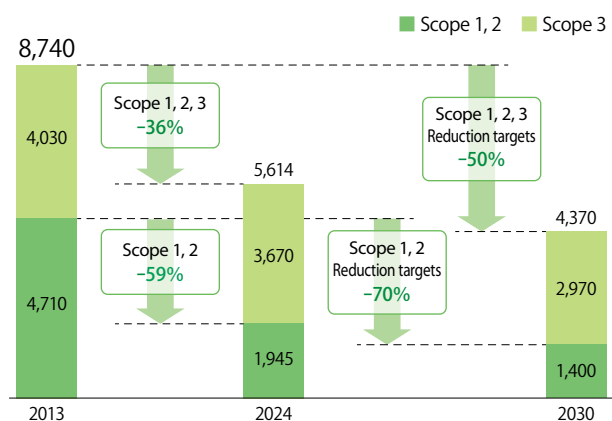 Scope 1, 2
Scope 3
8,740
4,030
4,710
2013
Scope 1, 2, 3
–36%
Scope 1, 2
–59%
5,614
3,670
1,945
2024
Scope 1, 2, 3
Reduction targets
–50%
Scope 1, 2
Reduction targets
–70%
4,370
2,970
1,400
2030